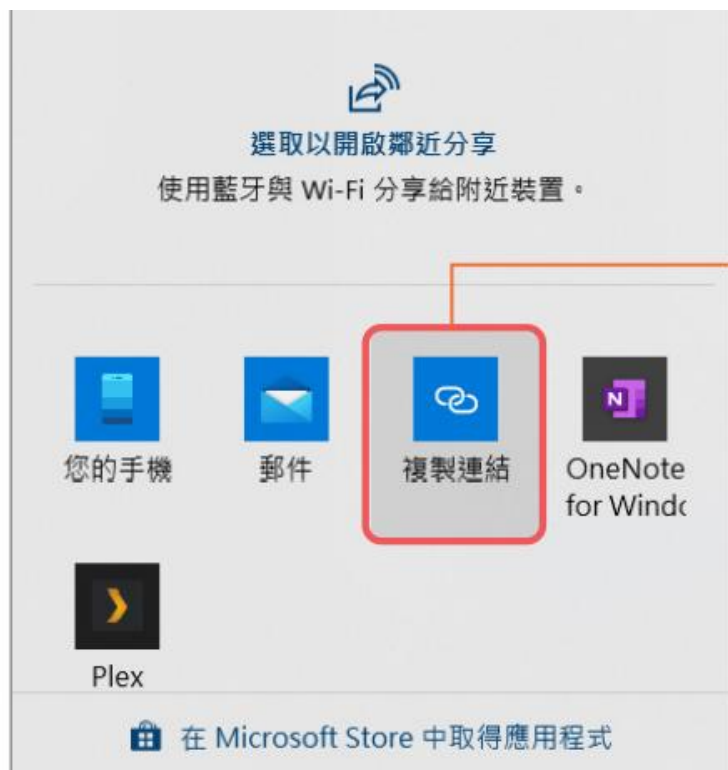 選取以開啟鄰近分享
使用藍牙與 Wi-Fi 分享給附近裝置。
您的手機
郵件
複製連結
OneNote
for Windo
N
Plex
在 Microsoft Store 中取得應用程式